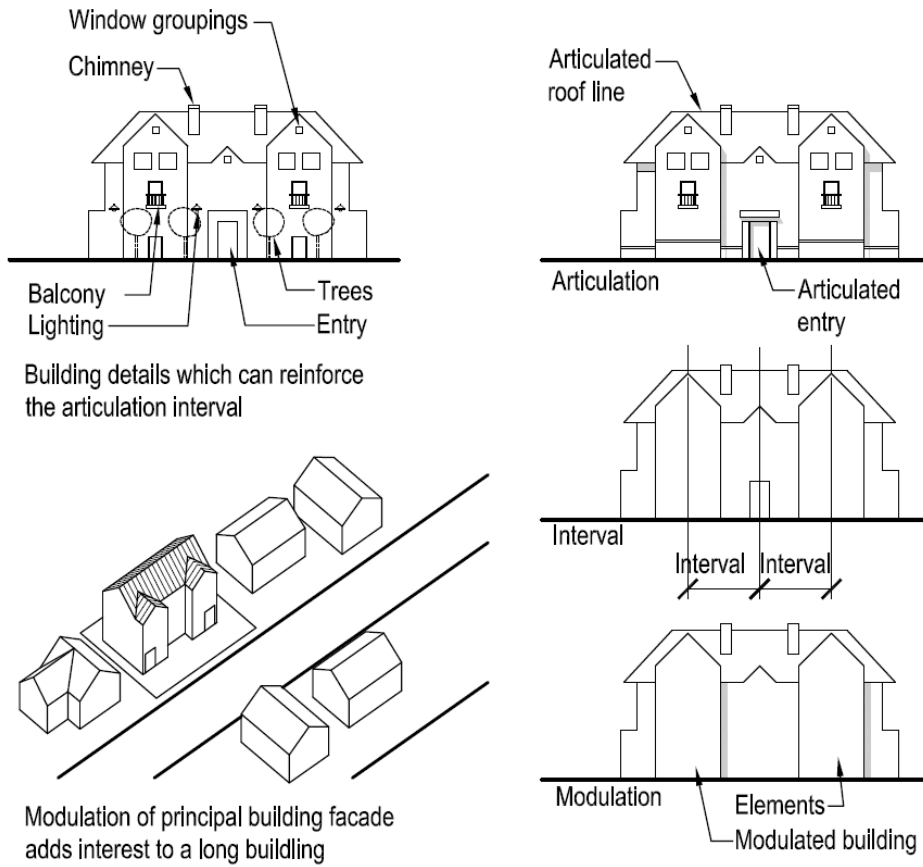 Window groupings
Chimney
Balcony
Lighting
Trees
Entry
Building details which can reinforce
the articulation interval
Modulation of principal building facade
adds interest to a long buildling
Articulated
roof line
Articulation
Articulated
entry
Interval
Interval Interval
Modulation
Elements
Modulated building